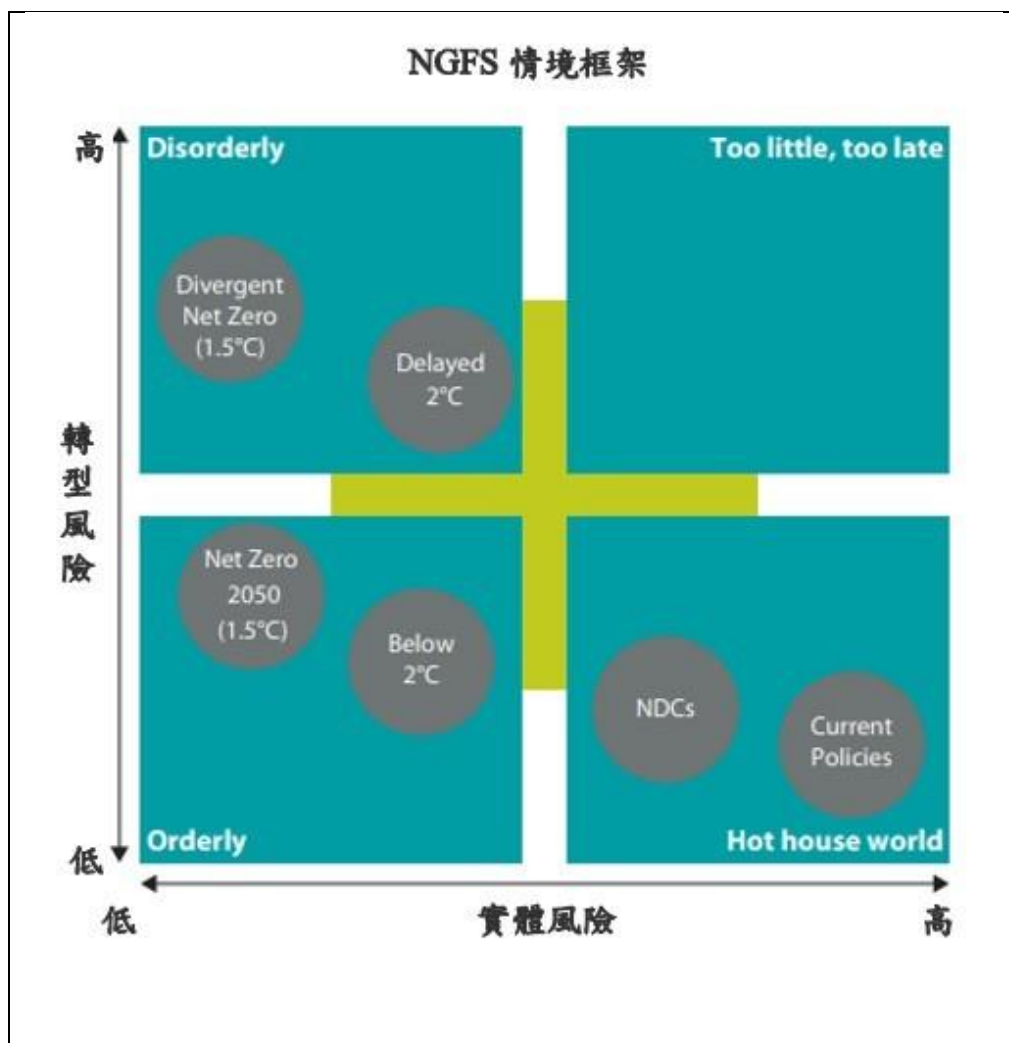 NGFS 情境框架
高
Disorderly
Too little, too late
Divergent
Net Zero
(1.5°C)
Delayed
2°C
轉型風險
Net Zero
2050
(1.5°C)
Below
2°C
NDCs
Current
Policies
Orderly
Hot house world
低
低
實體風險
高